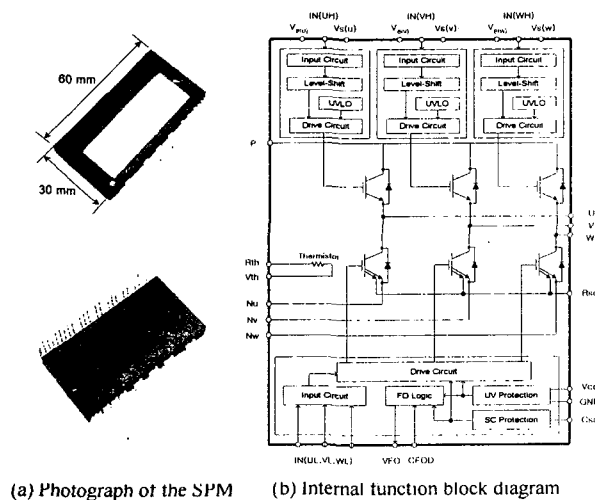 60 mm
30 mm
IN(UH) IN(VH) IN(WH)
VS(u) VS(v) VS(w)
Input Circuit Input Circuit Input Circuit
Level-Shift Level-Shift Level-Shift
UVLO UVLO UVLO
Drive Circuit Drive Circuit Drive Circuit
P
U
V
W
Thermistor
Rth
Vth
Nu
Nv
Nw
Drive Circuit
Input Circuit
FO Logic
UV Protection
SC Protection
IN(UL,VL,WL) VFO CFOD
(a) Photograph of the SPM (b) Internal function block diagram